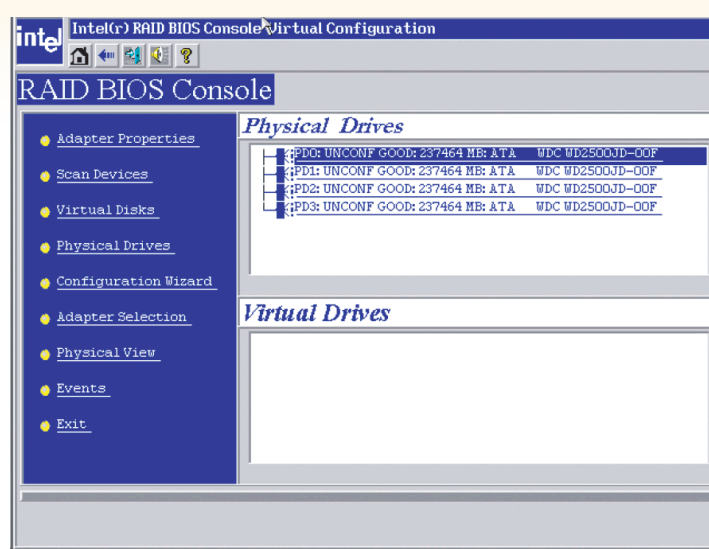 intel
Intel(r) RAID BIOS Console Virtual Configuration
RAID BIOS Console
Adapter Properties
Scan Devices
Virtual Disks
Physical Drives
Configuration Wizard
Adapter Selection
Physical View
Events
Exit
Physical Drives
PD0: UNCONF GOOD: 237464 MB: ATA WDC WD2500JD-00F
PD1: UNCONF GOOD: 237464 MB: ATA WDC WD2500JD-00F
PD2: UNCONF GOOD: 237464 MB: ATA WDC WD2500JD-00F
PD3: UNCONF GOOD: 237464 MB: ATA WDC WD2500JD-00F
Virtual Drives